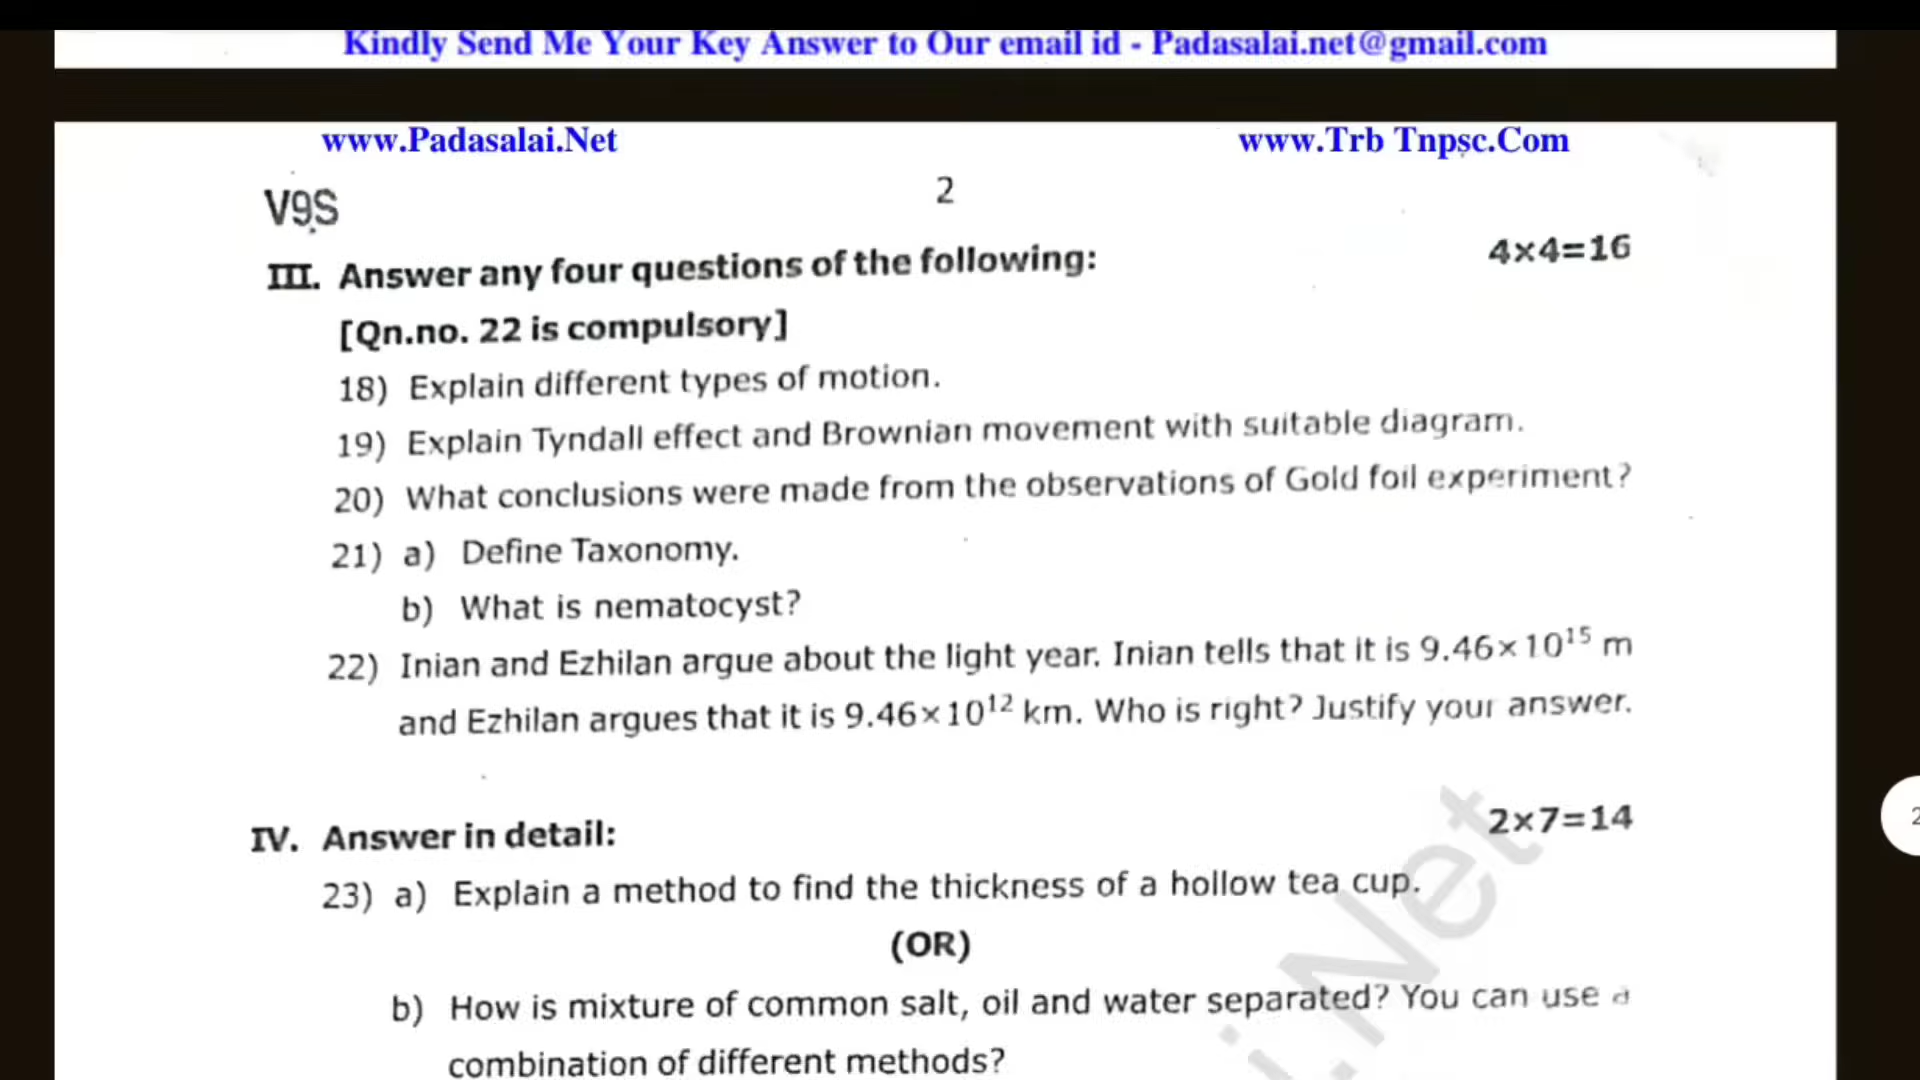 Kindly Send Me Your Key Answer to Our email id - Padasalai.net@gmail.com
www.Padasalai.Net www.Trb Tnpsc.Com
V9S 2
III. Answer any four questions of the following: 4×4=16
[Qn.no. 22 is compulsory]
18) Explain different types of motion.
19) Explain Tyndall effect and Brownian movement with suitable diagram.
20) What conclusions were made from the observations of Gold foil experiment?
21) a) Define Taxonomy.
b) What is nematocyst?
22) Inian and Ezhilan argue about the light year. Inian tells that it is 9.46×10¹⁵ m
and Ezhilan argues that it is 9.46×10¹² km. Who is right? Justify your answer.
IV. Answer in detail: 2×7=14
23) a) Explain a method to find the thickness of a hollow tea cup.
(OR)
b) How is mixture of common salt, oil and water separated? You can use a
combination of different methods?
i.Net
2